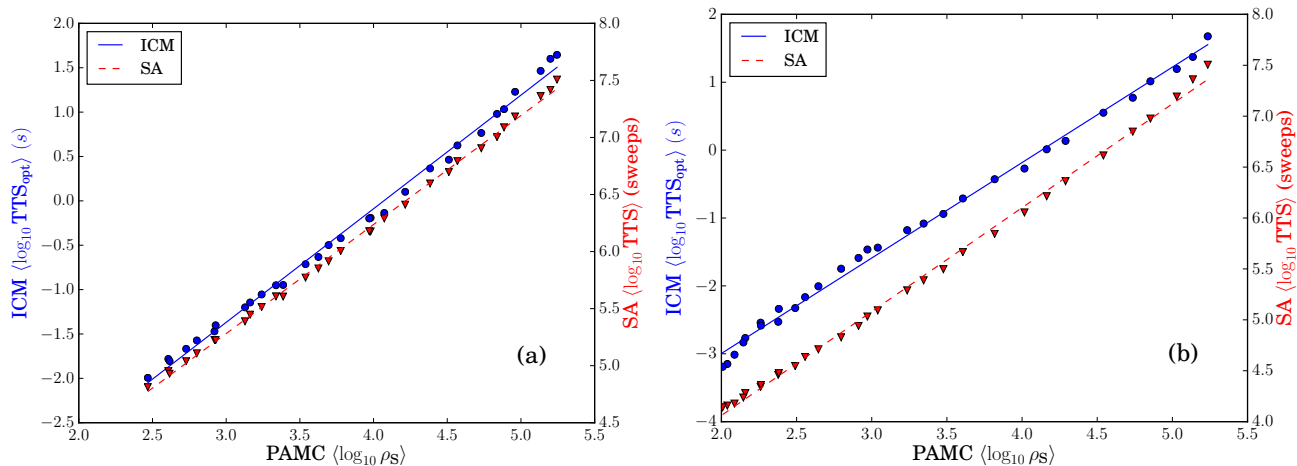 2.0
1.5
1.0
0.5
0.0
−0.5
−1.0
−1.5
−2.0
−2.5
ICM ⟨log₁₀ TTSₒₚₜ⟩ (s)
ICM
SA
(a)
2.0 2.5 3.0 3.5 4.0 4.5 5.0 5.5
PAMC ⟨log₁₀ ρ_S⟩
8.0
7.5
7.0
6.5
6.0
5.5
5.0
4.5
SA ⟨log₁₀ TTS⟩ (sweeps)
2
1
0
−1
−2
−3
−4
ICM ⟨log₁₀ TTSₒₚₜ⟩ (s)
ICM
SA
(b)
2.0 2.5 3.0 3.5 4.0 4.5 5.0 5.5
PAMC ⟨log₁₀ ρ_S⟩
8.0
7.5
7.0
6.5
6.0
5.5
5.0
4.5
4.0
SA ⟨log₁₀ TTS⟩ (sweeps)